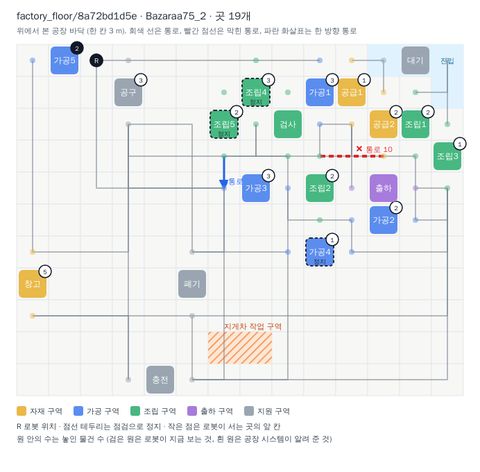 factory_floor/8a72bd1d5e · Bazaraa75_2 · 곳 19개
위에서 본 공장 바닥 (한 칸 3 m). 회색 선은 통로, 빨간 점선은 막힌 통로, 파란 화살표는 한 방향 통로
가공5 2 R 대기 진입
공구 3 조립4 3 정지 가공1 3 공급1 3
조립5 2 정지 검사 공급2 2 조립1 2
통로 10 조립3 1
통로 가공3 3 조립2 2 출하
가공2 2
가공4 1 정지
창고 5 폐기
지게차 작업 구역
충전
자재 구역 가공 구역 조립 구역 출하 구역 지원 구역
R 로봇 위치 · 점선 테두리는 점검으로 정지 · 작은 점은 로봇이 서는 곳의 앞 칸
원 안의 수는 놓인 물건 수 (검은 원은 로봇이 지금 보는 것, 흰 원은 공장 시스템이 알려 준 것)